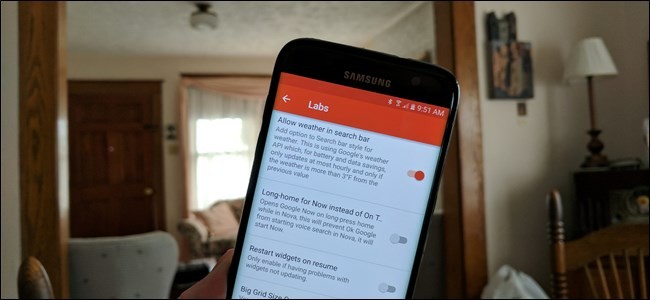 SAMSUNG
9:51 AM
Labs
Allow weather in search bar
Add option to Search bar style for
weather. This is using Google's weather
API which, for battery and data savings,
only updates at most hourly and only if
the weather is more than 3°F from the
previous value
Long-home for Now instead of On T..
Opens Google Now on long-press home
while in Nova, this will prevent Ok Google
from starting voice search in Nova, it will
start Now.
Restart widgets on resume
Only enable if having problems with
widgets not updating.
Big Grid Size